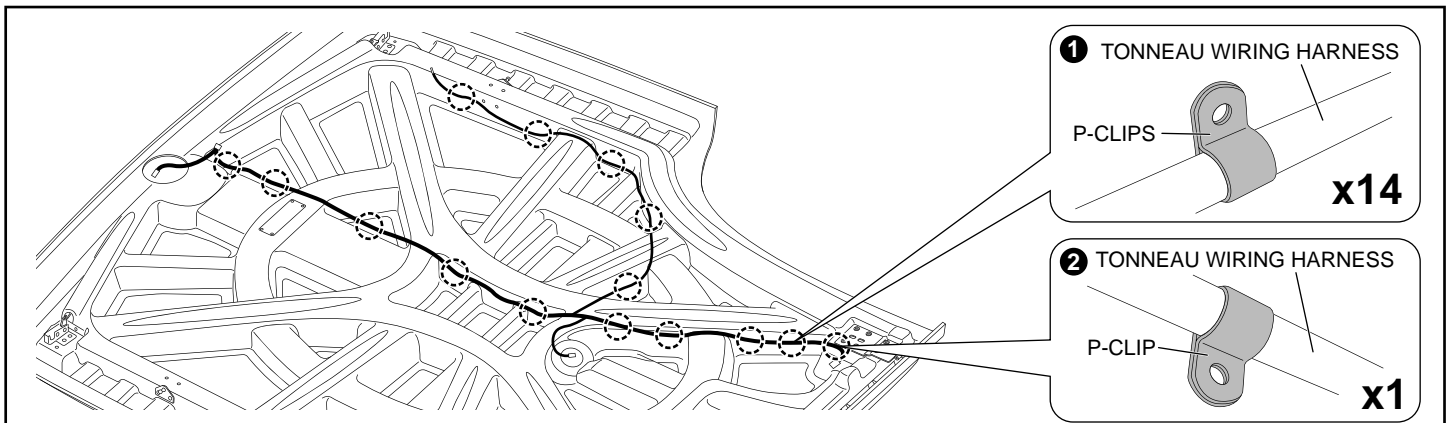 1 TONNEAU WIRING HARNESS
P-CLIPS
x14
2 TONNEAU WIRING HARNESS
P-CLIP
x1